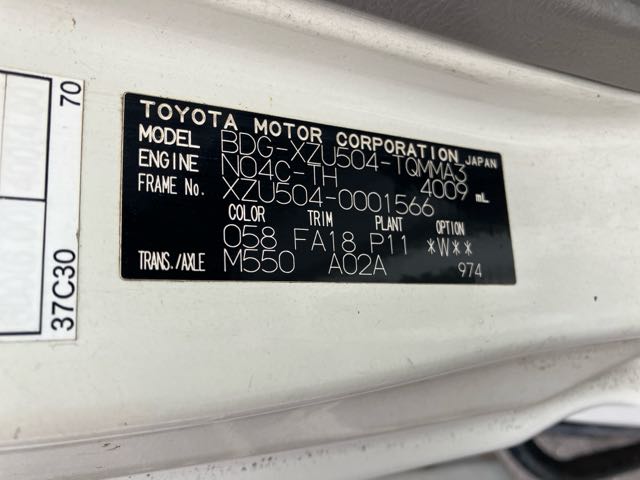 TOYOTA MOTOR CORPORATION JAPAN
MODEL BDG-XZU504-TQMMA3
ENGINE N04C-TH 4009 mL
FRAME No. XZU504-0001566
COLOR TRIM PLANT OPTION
058 FA18 P11 *W**
TRANS./AXLE M550 A02A 974
37C30 70